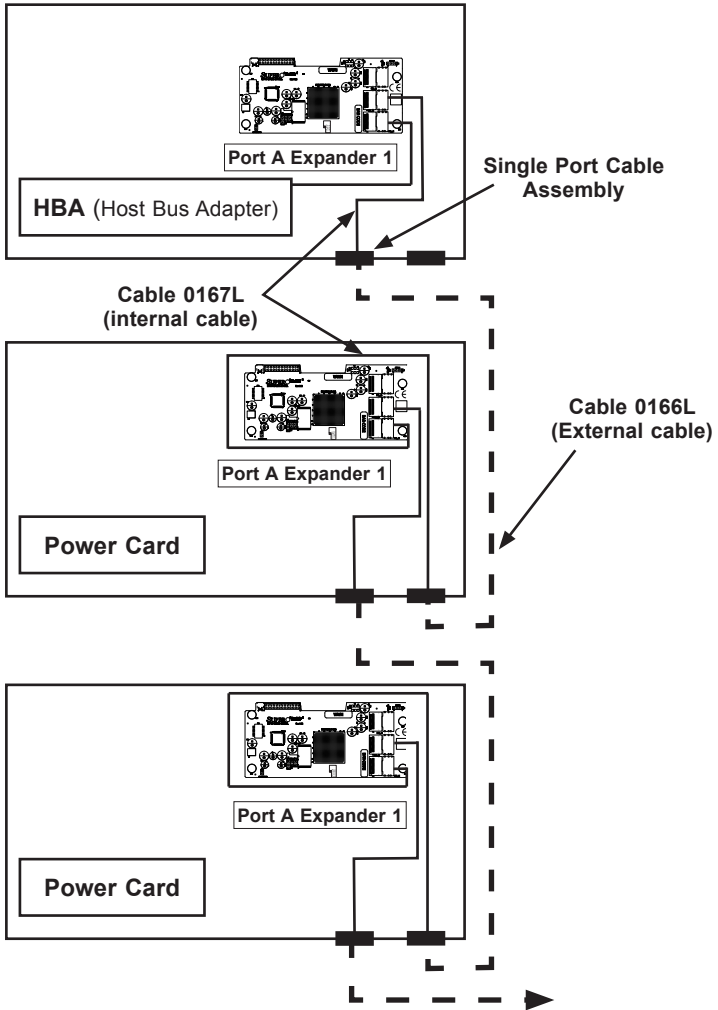 Port A Expander 1
HBA (Host Bus Adapter)
Single Port Cable
Assembly
Cable 0167L
(internal cable)
Port A Expander 1
Cable 0166L
(External cable)
Power Card
Port A Expander 1
Power Card